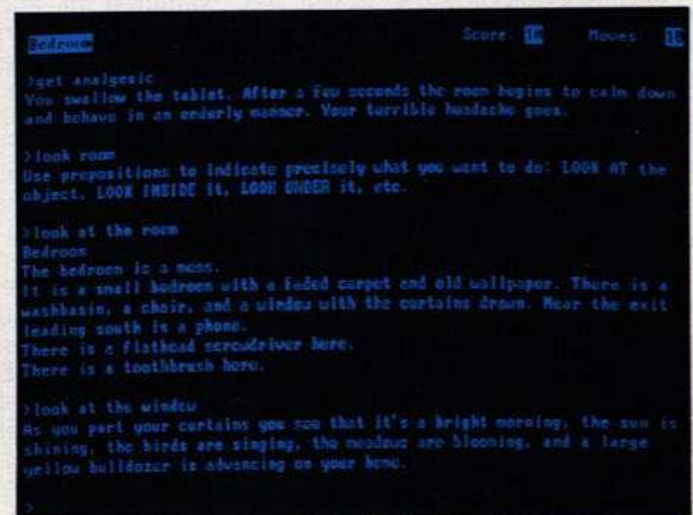 Bedroom Score: 10 Moves: 18
>get analgesic
You swallow the tablet. After a few seconds the room begins to calm down
and behave in an orderly manner. Your terrible headache goes.
>look room
Use prepositions to indicate precisely what you want to do: LOOK AT the
object, LOOK INSIDE it, LOOK UNDER it, etc.
>look at the room
Bedroom
The bedroom is a mess.
It is a small bedroom with a faded carpet and old wallpaper. There is a
washbasin, a chair, and a window with the curtains drawn. Near the exit
leading south is a phone.
There is a flathead screwdriver here.
There is a toothbrush here.
>look at the window
As you part your curtains you see that it's a bright morning, the sun is
shining, the birds are singing, the meadows are blooming, and a large
yellow bulldozer is advancing on your home.
>